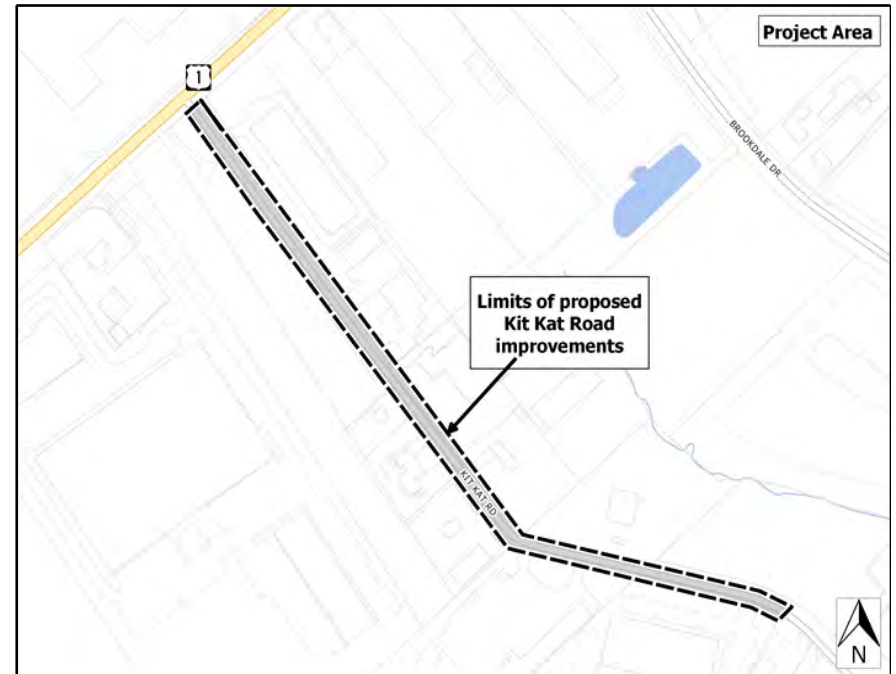 Project Area
1
BROOKDALE DR.
Limits of proposed
Kit Kat Road
improvements
KIT KAT RD
N